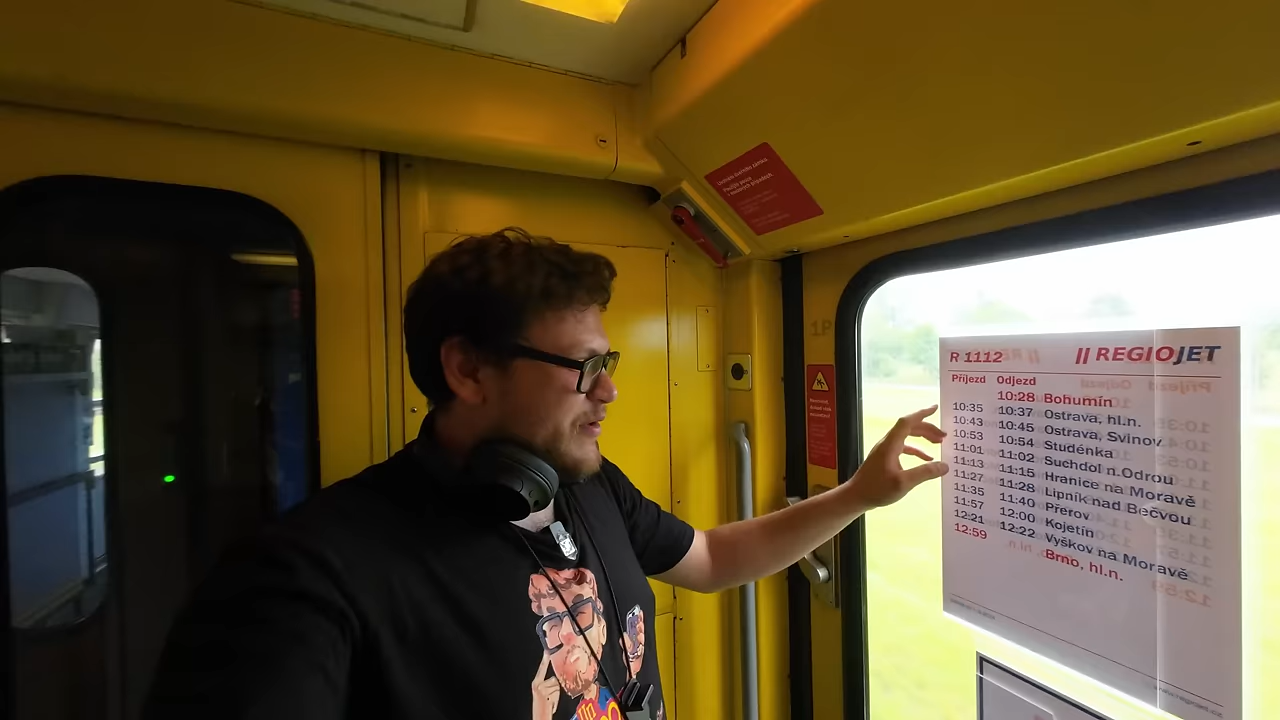 R 1112 || REGIOJET
Příjezd Odjezd
10:28 Bohumín
10:35 10:37 Ostrava, hl.n.
10:43 10:45 Ostrava, Svinov
10:53 10:54 Studénka
11:01 11:02 Suchdol n.Odrou
11:13 11:15 Hranice na Moravě
11:27 11:28 Lipník nad Bečvou
11:35 11:40 Přerov
11:57 12:00 Kojetín
12:21 12:22 Vyškov na Moravě
12:59 Brno, hl.n.
1P